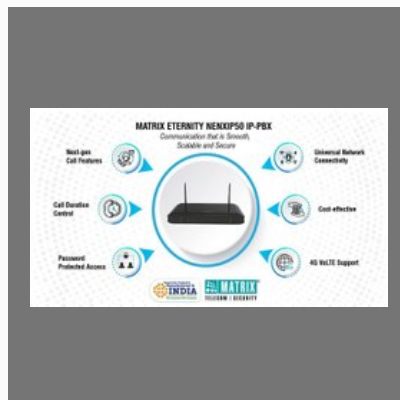 MATRIX ETERNITY NENXIP50 IP-PBX
Communication that is Smooth,
Scalable and Secure
Next-gen
Call Features
Universal Network
Connectivity
Call Duration
Control
Cost-effective
Password
Protected Access
4G VoLTE Support
INDIA
MATRIX
TELECOM | SECURITY